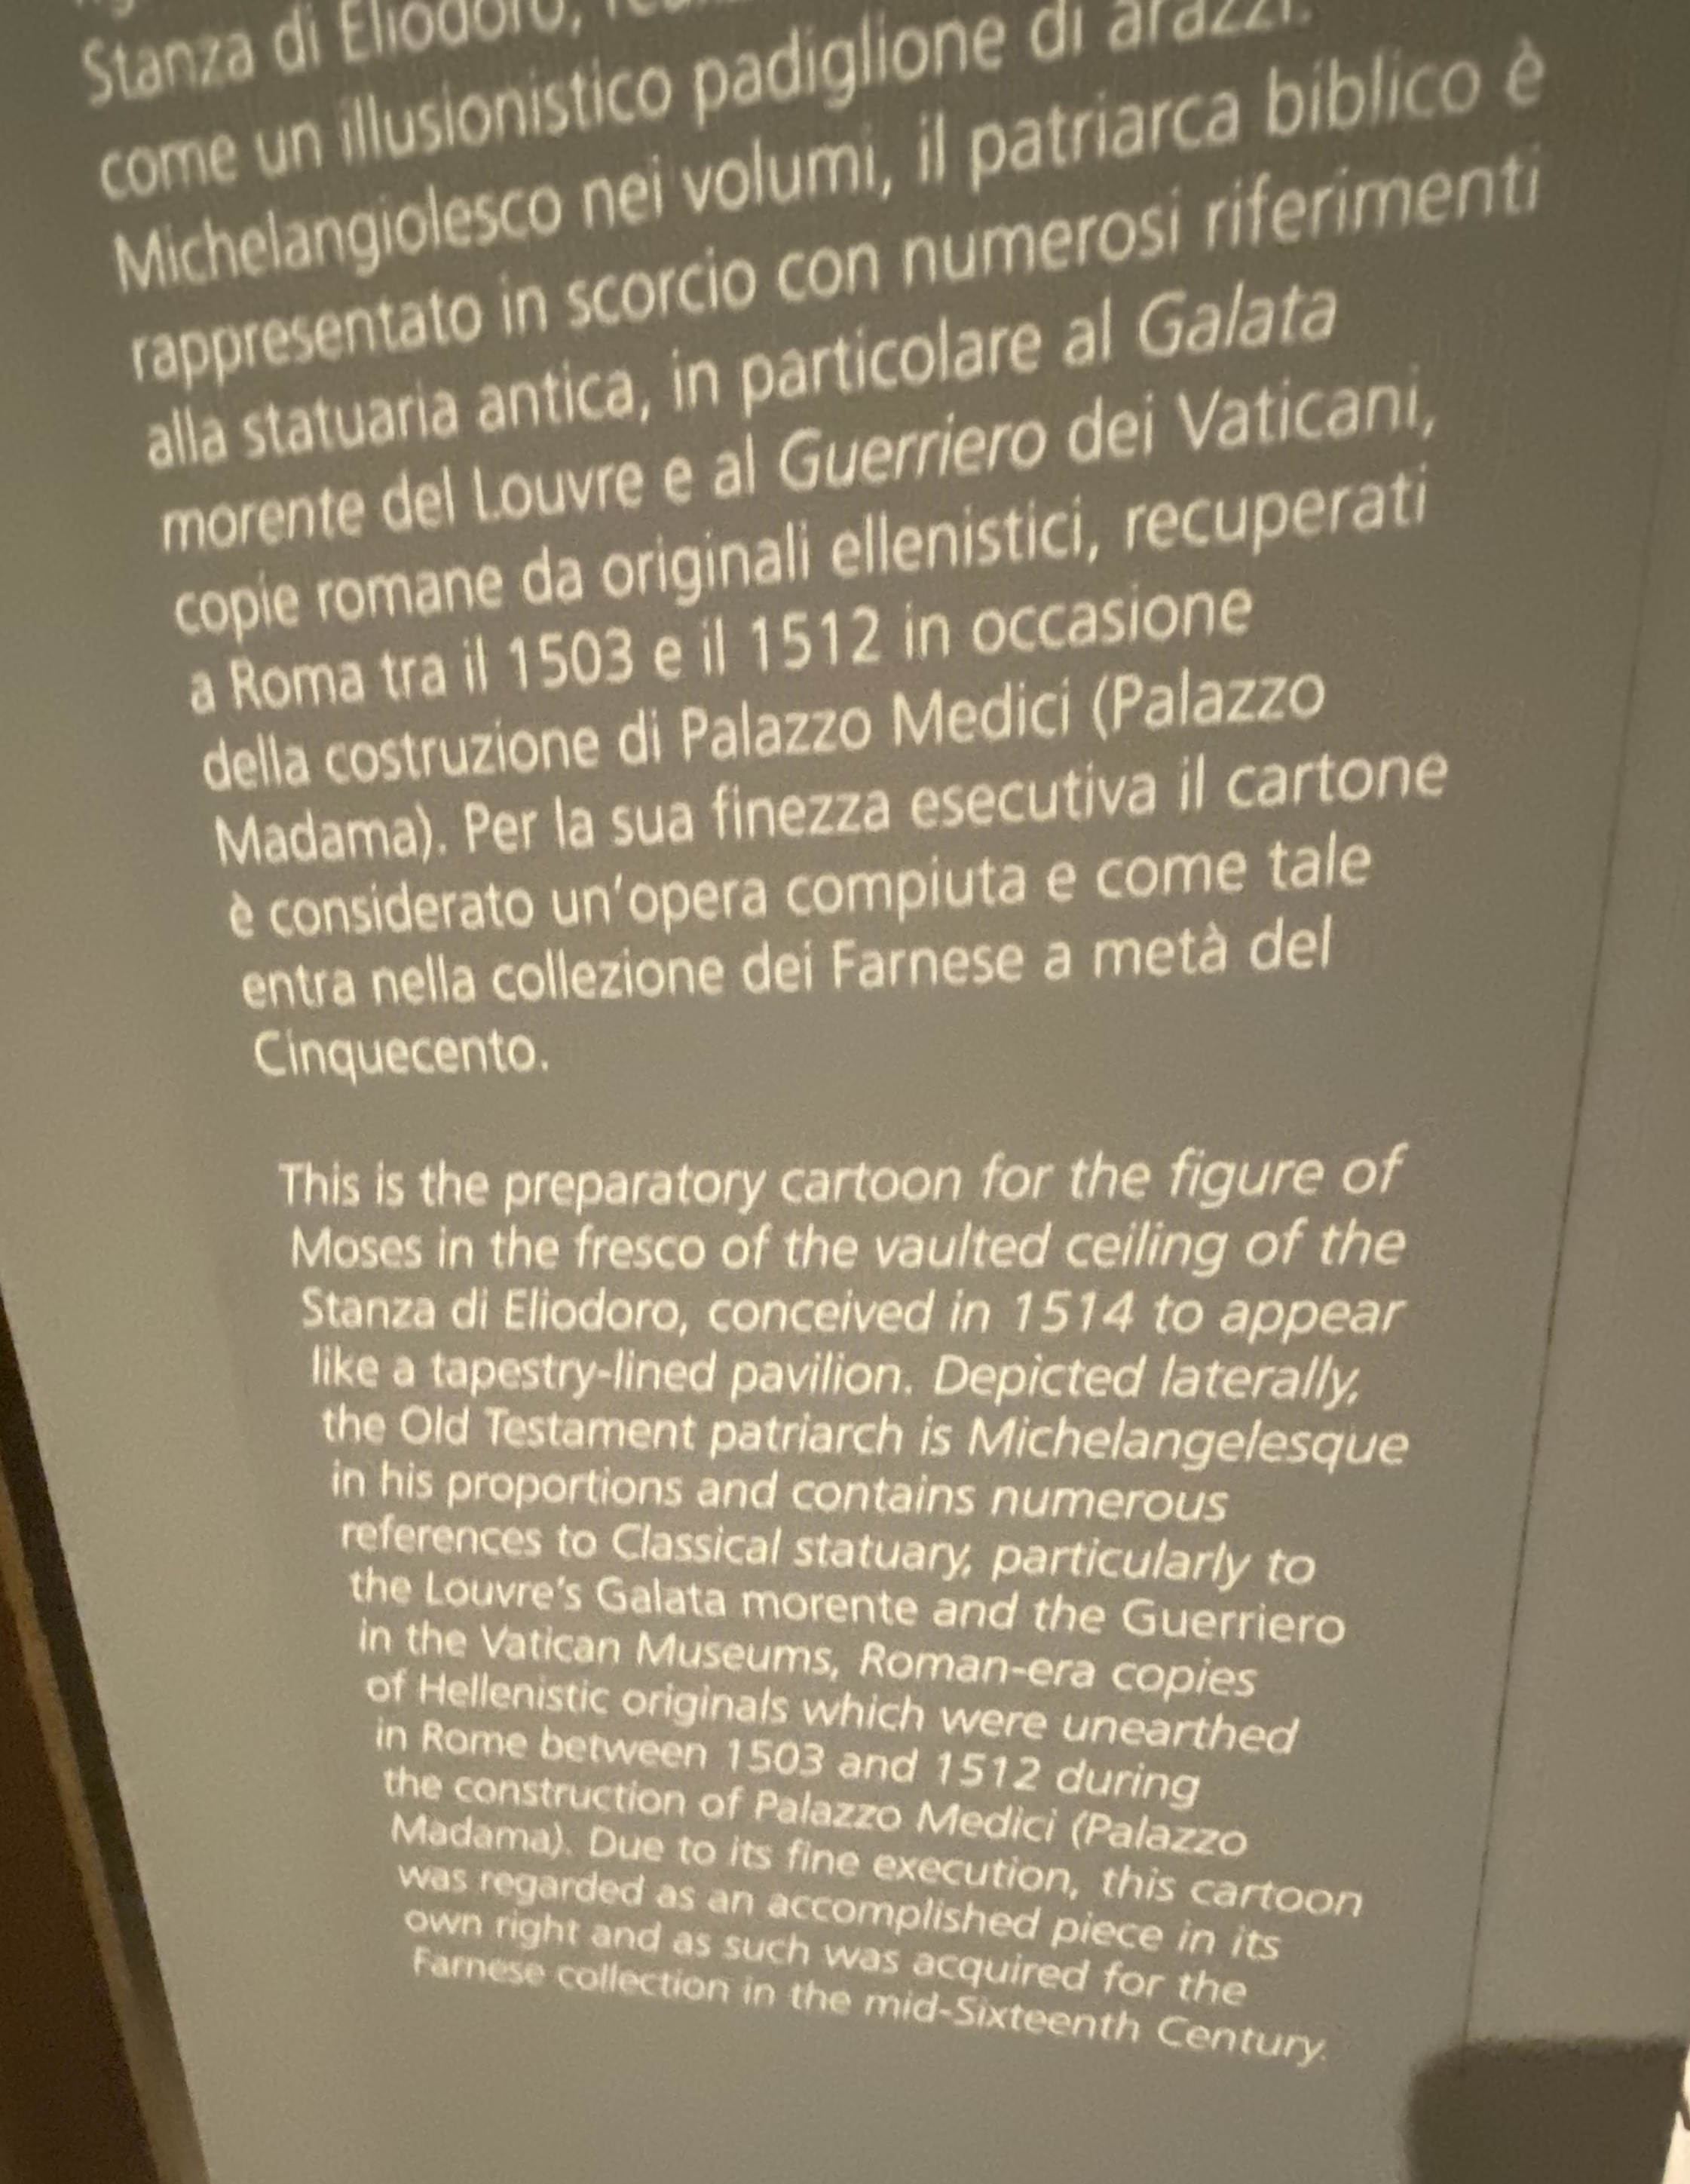 Stanza di Eliodoro,
come un illusionistico padiglione di arazzi.
Michelangiolesco nei volumi, il patriarca biblico è
rappresentato in scorcio con numerosi riferimenti
alla statuaria antica, in particolare al Galata
morente del Louvre e al Guerriero dei Vaticani,
copie romane da originali ellenistici, recuperati
a Roma tra il 1503 e il 1512 in occasione
della costruzione di Palazzo Medici (Palazzo
Madama). Per la sua finezza esecutiva il cartone
è considerato un'opera compiuta e come tale
entra nella collezione dei Farnese a metà del
Cinquecento.
This is the preparatory cartoon for the figure of
Moses in the fresco of the vaulted ceiling of the
Stanza di Eliodoro, conceived in 1514 to appear
like a tapestry-lined pavilion. Depicted laterally,
the Old Testament patriarch is Michelangelesque
in his proportions and contains numerous
references to Classical statuary, particularly to
the Louvre's Galata morente and the Guerriero
in the Vatican Museums, Roman-era copies
of Hellenistic originals which were unearthed
in Rome between 1503 and 1512 during
the construction of Palazzo Medici (Palazzo
Madama). Due to its fine execution, this cartoon
was regarded as an accomplished piece in its
own right and as such was acquired for the
Farnese collection in the mid-Sixteenth Century.